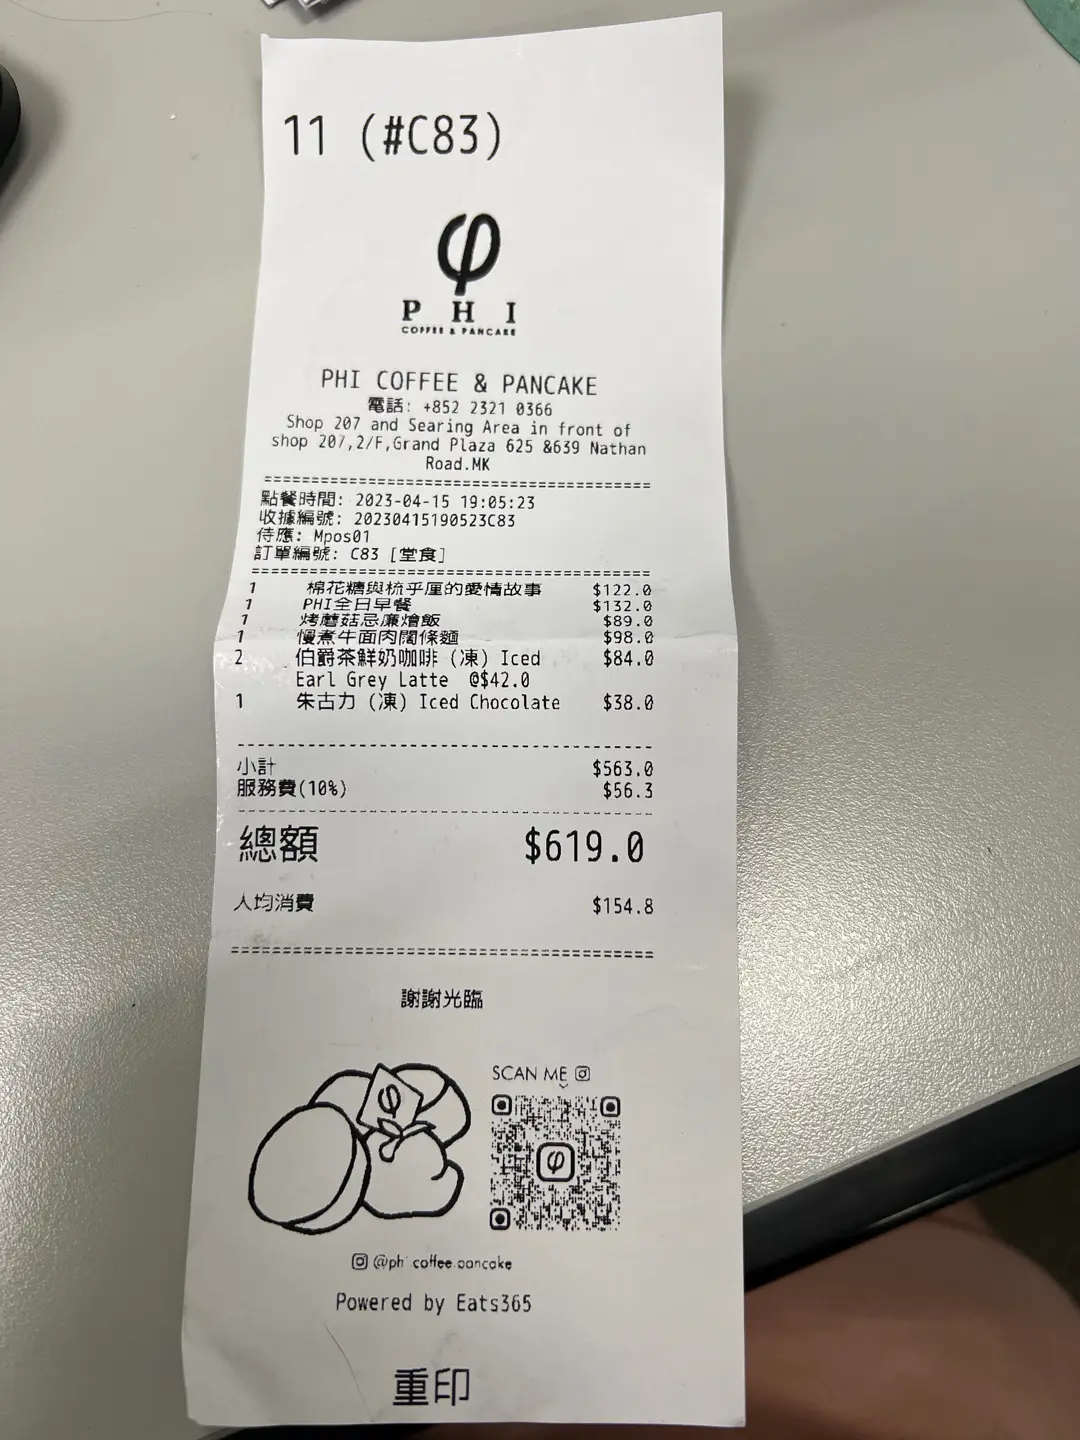 11 (#C83)
φ
PHI
COFFEE & PANCAKE
PHI COFFEE & PANCAKE
電話: +852 2321 0366
Shop 207 and Searing Area in front of
shop 207,2/F,Grand Plaza 625 &639 Nathan
Road.MK
點餐時間: 2023-04-15 19:05:23
收據編號: 20230415190523C83
侍應: Mpos01
訂單編號: C83 [堂食]
1 棉花糖與梳乎厘的愛情故事 $122.0
1 PHI全日早餐 $132.0
1 烤蘑菇忌廉燴飯 $89.0
1 慢煮牛面肉闊條麵 $98.0
2 伯爵茶鮮奶咖啡 (凍) Iced $84.0
Earl Grey Latte @$42.0
1 朱古力 (凍) Iced Chocolate $38.0
小計 $563.0
服務費(10%) $56.3
總額 $619.0
人均消費 $154.8
謝謝光臨
SCAN ME
@phi.coffee.pancake
Powered by Eats365
重印